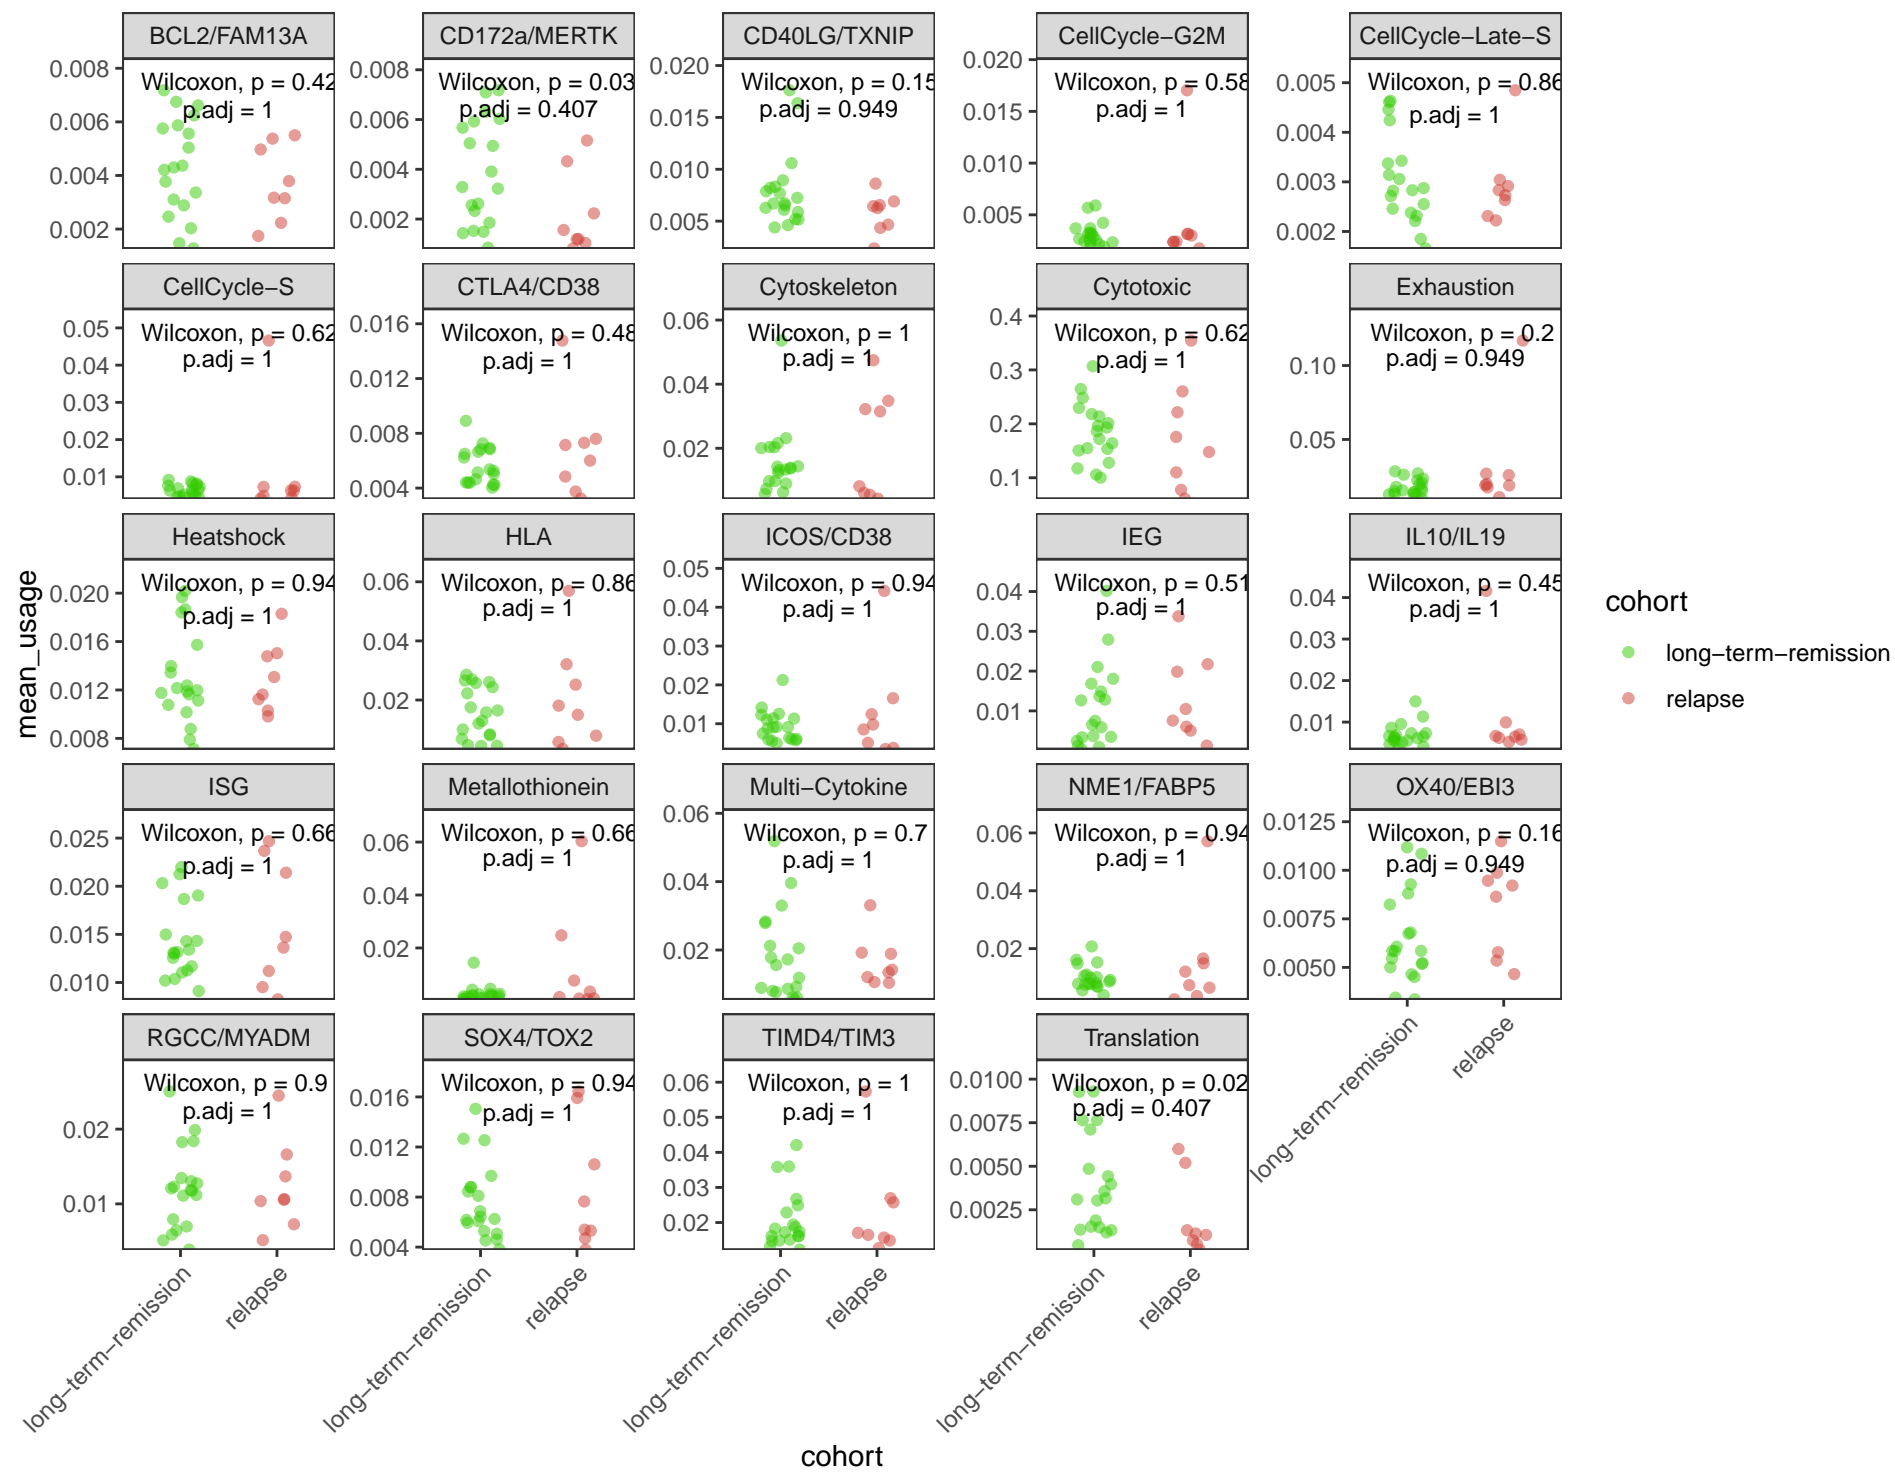 BCL2/FAM13A
Wilcoxon, p = 0.42
p.adj = 1
0.008
0.006
0.004
0.002
CD172a/MERTK
Wilcoxon, p = 0.03
p.adj = 0.407
0.008
0.006
0.004
0.002
CD40LG/TXNIP
Wilcoxon, p = 0.15
p.adj = 0.949
0.020
0.015
0.010
0.005
CellCycle−G2M
Wilcoxon, p = 0.58
p.adj = 1
0.020
0.015
0.010
0.005
CellCycle−Late−S
Wilcoxon, p = 0.86
p.adj = 1
0.005
0.004
0.003
0.002
CellCycle−S
Wilcoxon, p = 0.62
p.adj = 1
0.05
0.04
0.03
0.02
0.01
CTLA4/CD38
Wilcoxon, p = 0.48
p.adj = 1
0.016
0.012
0.008
0.004
Cytoskeleton
Wilcoxon, p = 1
p.adj = 1
0.06
0.04
0.02
Cytotoxic
Wilcoxon, p = 0.62
p.adj = 1
0.4
0.3
0.2
0.1
Exhaustion
Wilcoxon, p = 0.2
p.adj = 0.949
0.10
0.05
Heatshock
Wilcoxon, p = 0.94
p.adj = 1
0.020
0.016
0.012
0.008
HLA
Wilcoxon, p = 0.86
p.adj = 1
0.06
0.04
0.02
ICOS/CD38
Wilcoxon, p = 0.94
p.adj = 1
0.05
0.04
0.03
0.02
0.01
IEG
Wilcoxon, p = 0.51
p.adj = 1
0.04
0.03
0.02
0.01
IL10/IL19
Wilcoxon, p = 0.45
p.adj = 1
0.04
0.03
0.02
0.01
ISG
Wilcoxon, p = 0.66
p.adj = 1
0.025
0.020
0.015
0.010
Metallothionein
Wilcoxon, p = 0.66
p.adj = 1
0.06
0.04
0.02
Multi−Cytokine
Wilcoxon, p = 0.7
p.adj = 1
0.06
0.04
0.02
NME1/FABP5
Wilcoxon, p = 0.94
p.adj = 1
0.06
0.04
0.02
OX40/EBI3
Wilcoxon, p = 0.16
p.adj = 0.949
0.0125
0.0100
0.0075
0.0050
long−term−remission
relapse
RGCC/MYADM
Wilcoxon, p = 0.9
p.adj = 1
0.02
0.01
long−term−remission
relapse
SOX4/TOX2
Wilcoxon, p = 0.94
p.adj = 1
0.016
0.012
0.008
0.004
long−term−remission
relapse
TIMD4/TIM3
Wilcoxon, p = 1
p.adj = 1
0.06
0.05
0.04
0.03
0.02
long−term−remission
relapse
Translation
Wilcoxon, p = 0.02
p.adj = 0.407
0.0100
0.0075
0.0050
0.0025
long−term−remission
relapse
mean_usage
cohort
cohort
long−term−remission
relapse